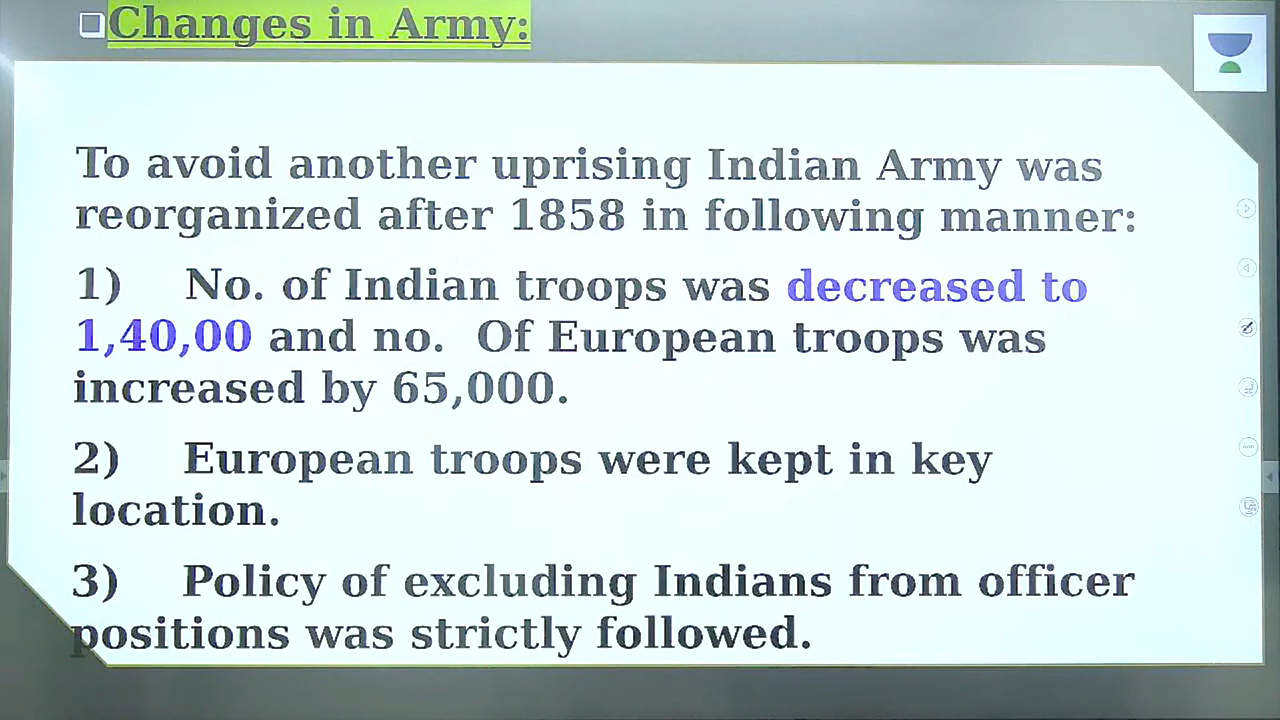 Changes in Army:
To avoid another uprising Indian Army was
reorganized after 1858 in following manner:
1) No. of Indian troops was decreased to
1,40,00 and no. Of European troops was
increased by 65,000.
2) European troops were kept in key
location.
3) Policy of excluding Indians from officer
positions was strictly followed.